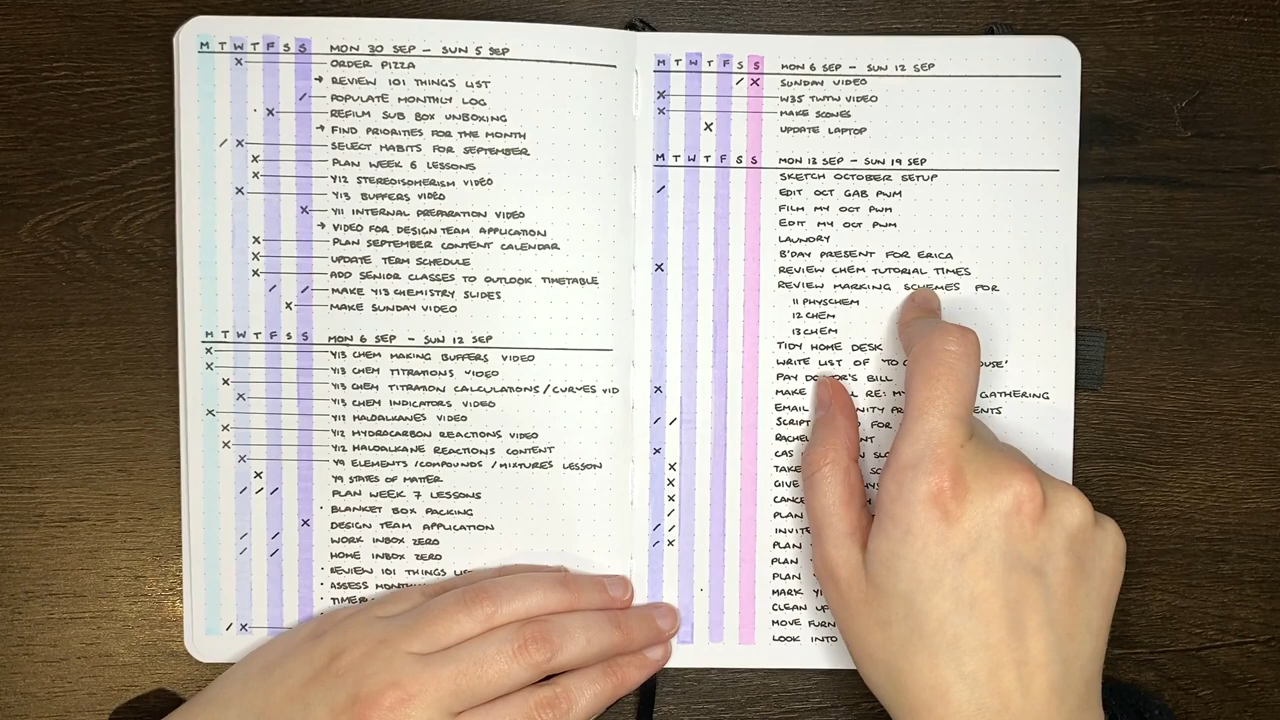 M T W T F S S MON 30 SEP - SUN 5 SEP
ORDER PIZZA
REVIEW 101 THINGS LIST
POPULATE MONTHLY LOG
REFILM SUB BOX UNBOXING
FIND PRIORITIES FOR THE MONTH
SELECT HABITS FOR SEPTEMBER
PLAN WEEK 6 LESSONS
Y12 STEREOISOMERISM VIDEO
Y13 BUFFERS VIDEO
Y11 INTERNAL PREPARATION VIDEO
VIDEO FOR DESIGN TEAM APPLICATION
PLAN SEPTEMBER CONTENT CALENDAR
UPDATE TERM SCHEDULE
ADD SENIOR CLASSES TO OUTLOOK TIMETABLE
MAKE Y13 CHEMISTRY SLIDES
MAKE SUNDAY VIDEO
M T W T F S S MON 6 SEP - SUN 12 SEP
Y13 CHEM MAKING BUFFERS VIDEO
Y13 CHEM TITRATIONS VIDEO
Y13 CHEM TITRATION CALCULATIONS / CURVES VID
Y13 CHEM INDICATORS VIDEO
Y12 HALOALKANES VIDEO
Y12 HYDROCARBON REACTIONS VIDEO
Y12 HALOALKANE REACTIONS CONTENT
Y9 ELEMENTS / COMPOUNDS / MIXTURES LESSON
Y9 STATES OF MATTER
PLAN WEEK 7 LESSONS
BLANKET BOX PACKING
DESIGN TEAM APPLICATION
WORK INBOX ZERO
HOME INBOX ZERO
REVIEW 101 THINGS
ASSESS
M T W T F S S MON 6 SEP - SUN 12 SEP
SUNDAY VIDEO
W35 TWTW VIDEO
MAKE SCONES
UPDATE LAPTOP
M T W T F S S MON 13 SEP - SUN 19 SEP
SKETCH OCTOBER SETUP
EDIT OCT GAB PWM
FILM MY OCT PWM
EDIT MY OCT PWM
LAUNDRY
B'DAY PRESENT FOR ERICA
REVIEW CHEM TUTORIAL TIMES
REVIEW MARKING SCHEMES FOR
11 PHYSCHEM
12 CHEM
13 CHEM
TIDY HOME DESK
WRITE LIST OF 'TO
PAY DOCTOR'S BILL
MAKE RE: GATHERING
EMAIL
SCRIPT FOR
CAS
TAKE
GIVE
PLAN
INVITE
PLAN
PLAN
PLAN
MARK
CLEAN UP
MOVE
LOOK INTO